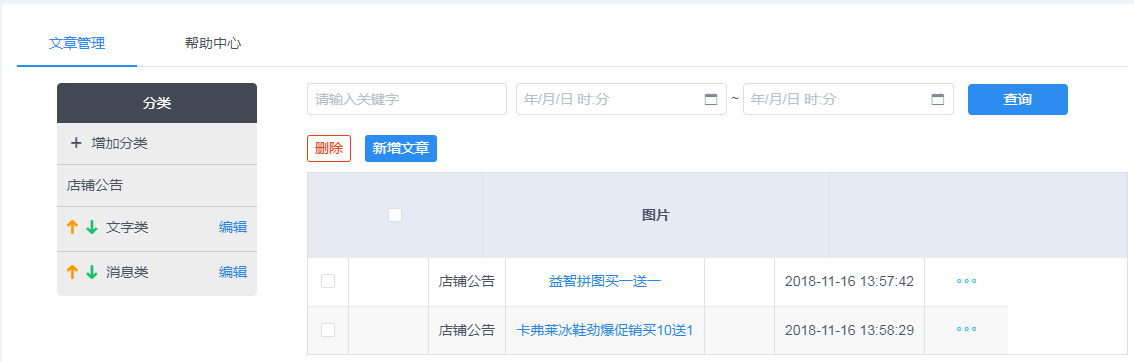 文章管理 帮助中心
分类
+ 增加分类
店铺公告
文字类 编辑
消息类 编辑
请输入关键字 年/月/日 时:分 ~ 年/月/日 时:分 查询
删除 新增文章
图片
店铺公告 益智拼图买一送一 2018-11-16 13:57:42
店铺公告 卡弗莱冰鞋劲爆促销买10送1 2018-11-16 13:58:29